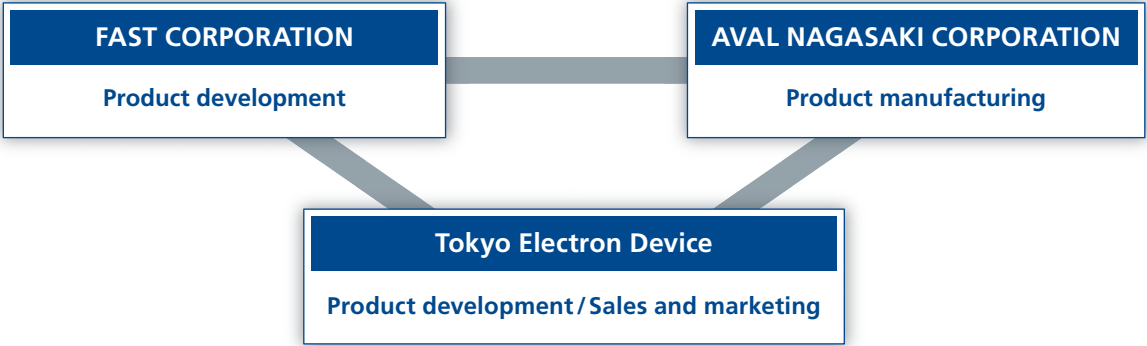 FAST CORPORATION
Product development
AVAL NAGASAKI CORPORATION
Product manufacturing
Tokyo Electron Device
Product development / Sales and marketing